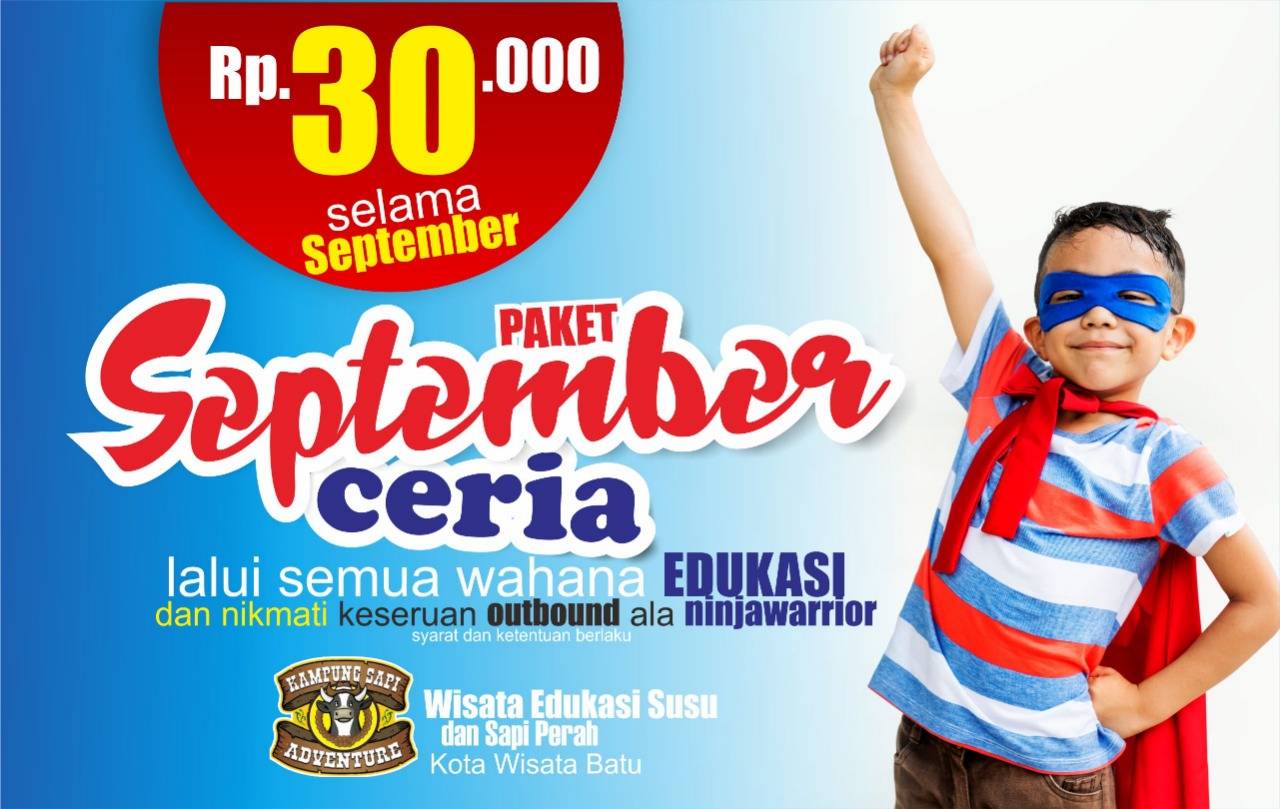 Rp.30.000
selama
September
PAKET
September
ceria
lalui semua wahana EDUKASI
dan nikmati keseruan outbound ala ninjawarrior
syarat dan ketentuan berlaku
KAMPUNG SAPI
ADVENTURE
Wisata Edukasi Susu
dan Sapi Perah
Kota Wisata Batu